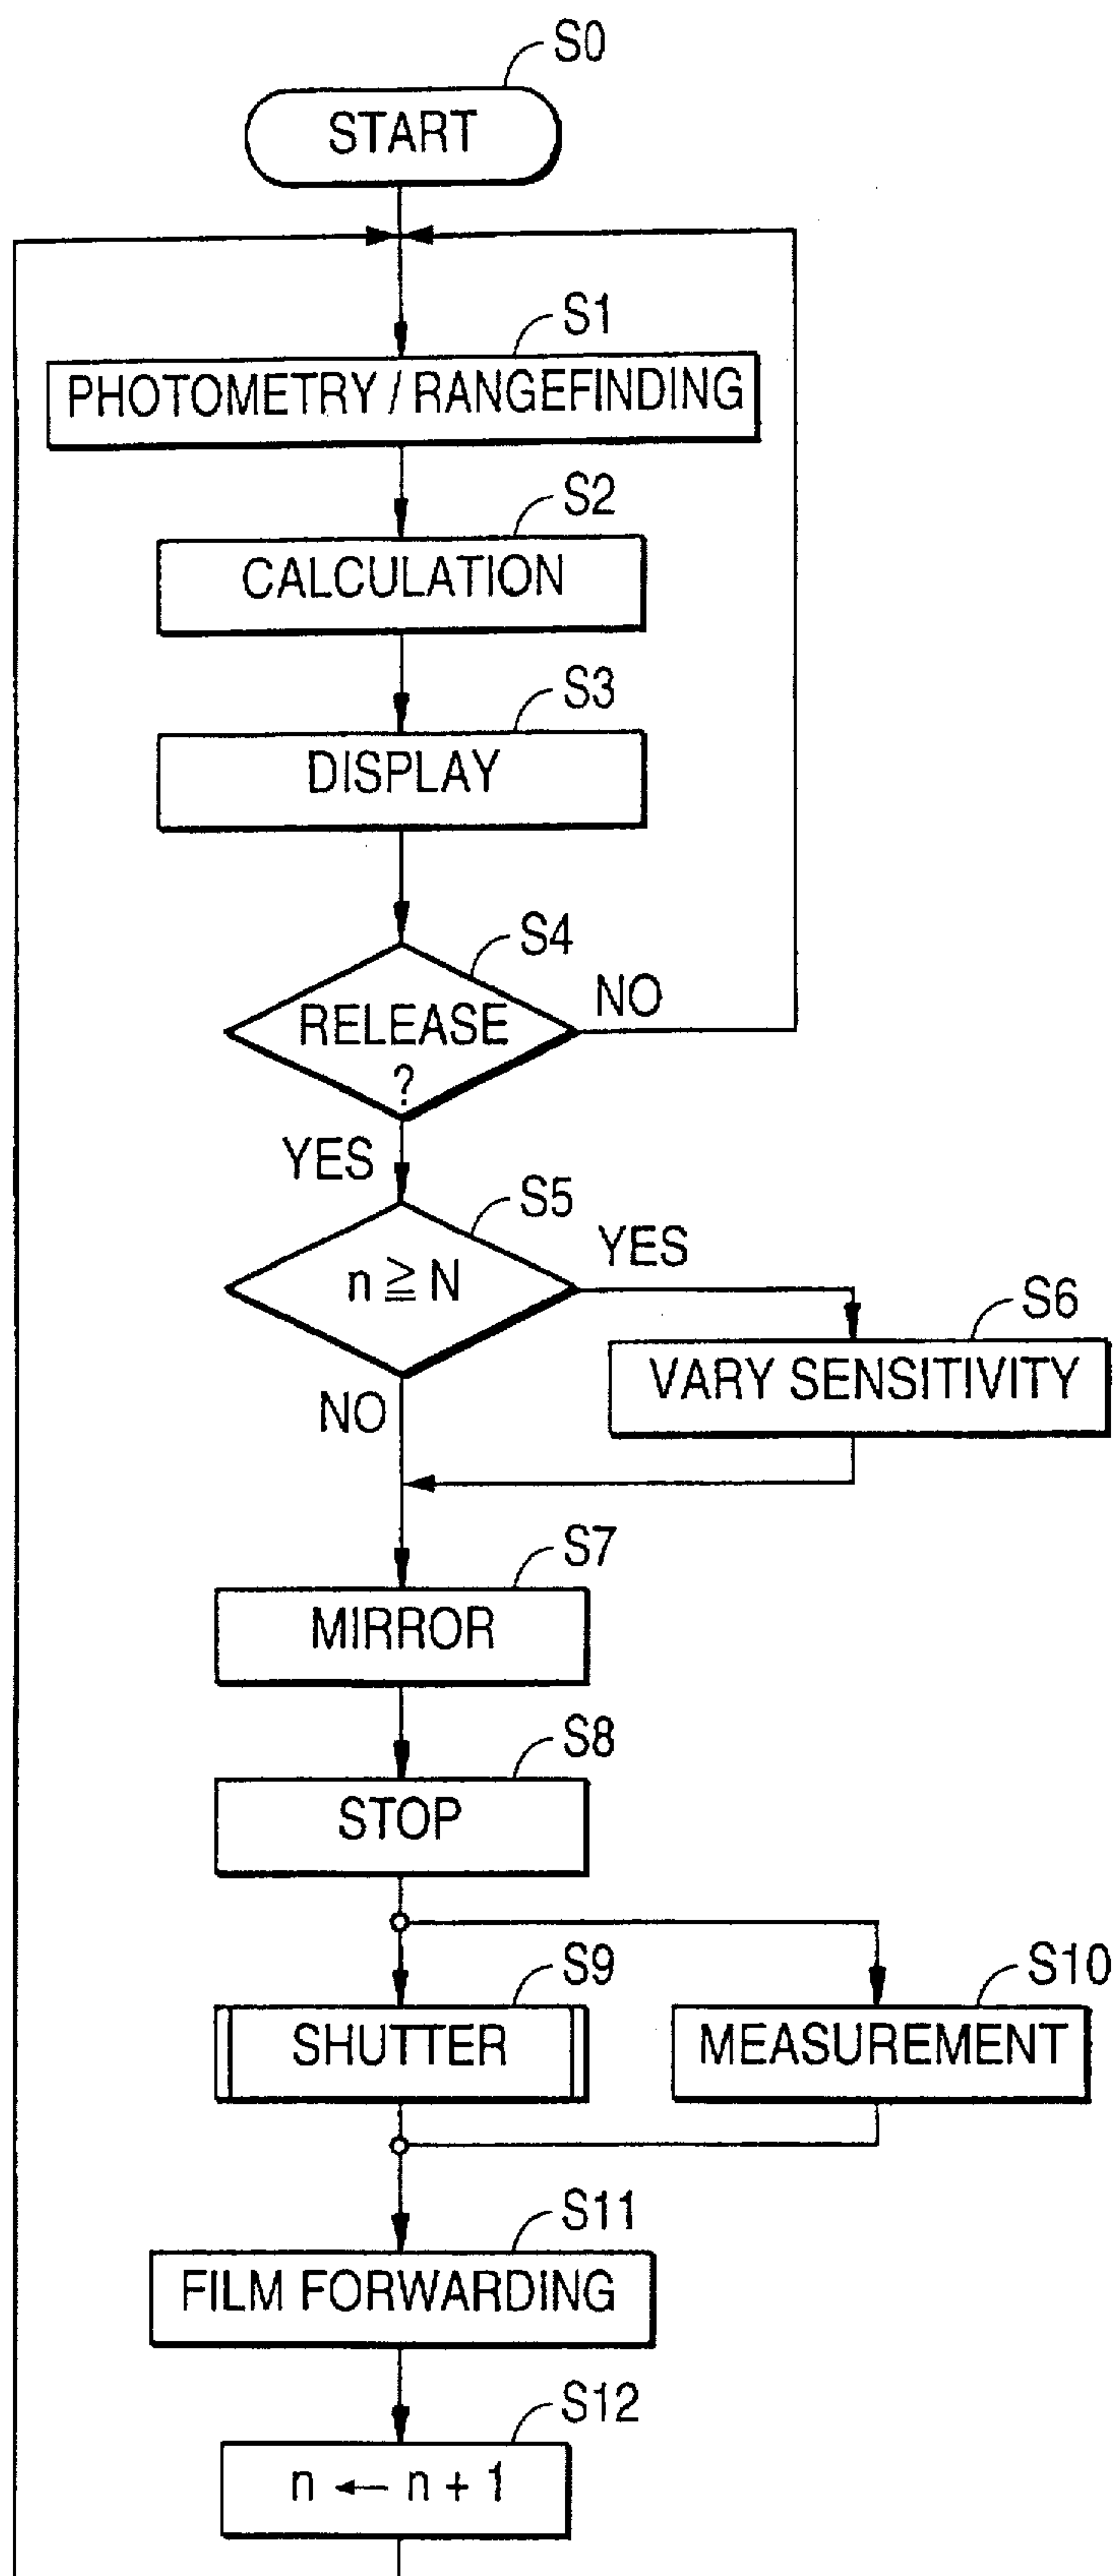 S0
START
S1
PHOTOMETRY / RANGEFINDING
S2
CALCULATION
S3
DISPLAY
S4
RELEASE
?
NO
YES
S5
n ≧ N
YES
NO
S6
VARY SENSITIVITY
S7
MIRROR
S8
STOP
S9
SHUTTER
S10
MEASUREMENT
S11
FILM FORWARDING
S12
n ← n + 1